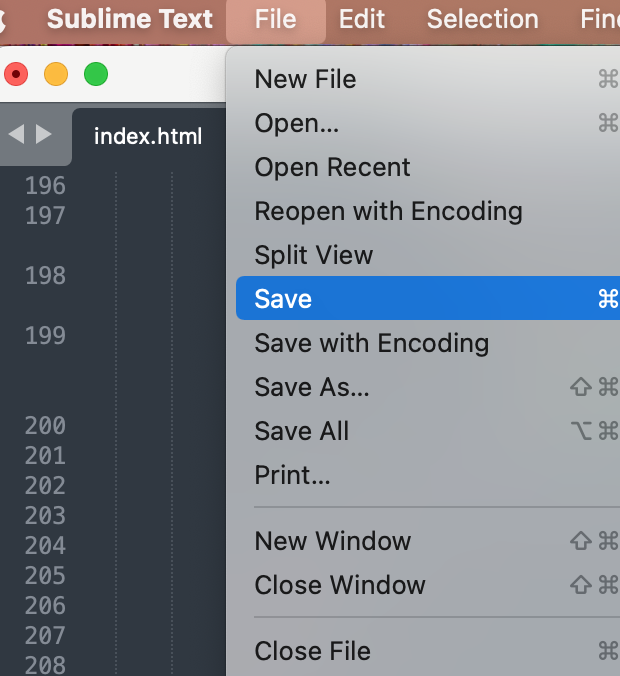 Sublime Text File Edit Selection Fin
index.html
196
197
198
199
200
201
202
203
204
205
206
207
208
New File ⌘
Open... ⌘
Open Recent
Reopen with Encoding
Split View
Save ⌘
Save with Encoding
Save As... ⇧⌘
Save All ⌥⌘
Print...
New Window ⇧⌘
Close Window ⇧⌘
Close File ⌘